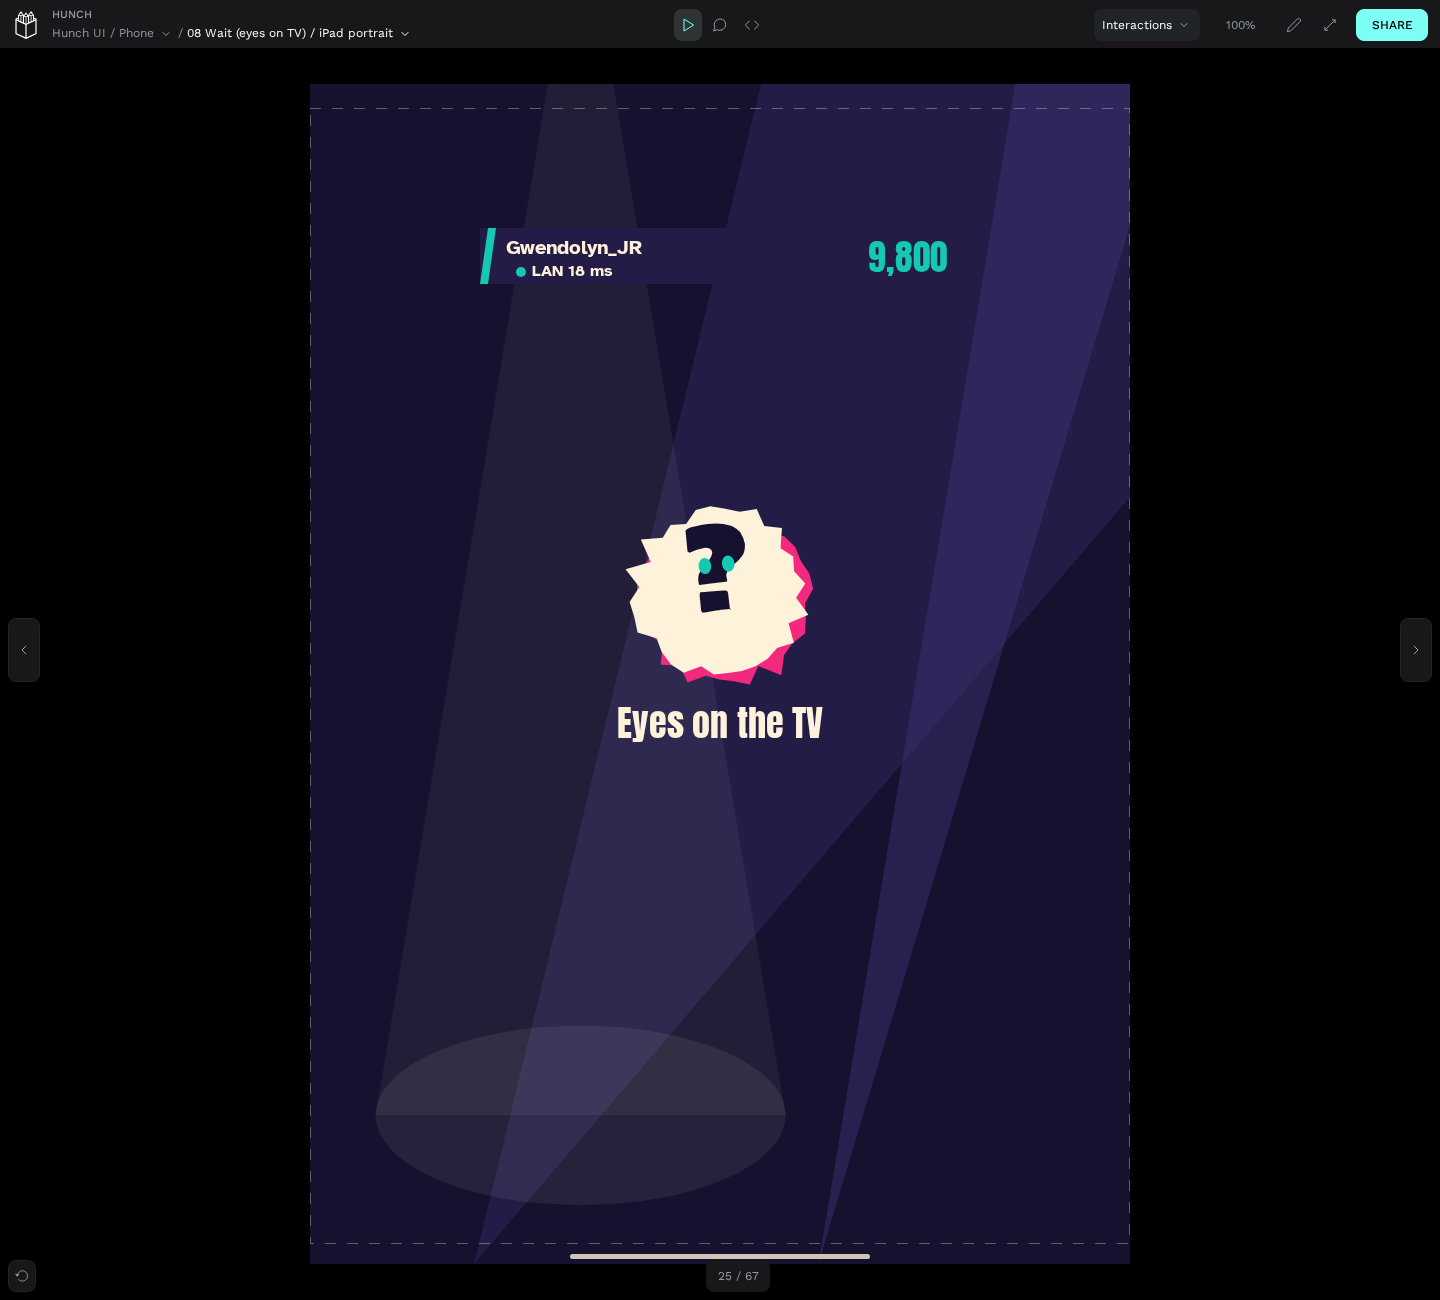 HUNCH
Hunch UI / Phone / 08 Wait (eyes on TV) / iPad portrait
Interactions
100%
SHARE
Gwendolyn_JR
9,800
LAN 18 ms
?
Eyes on the TV
25 / 67